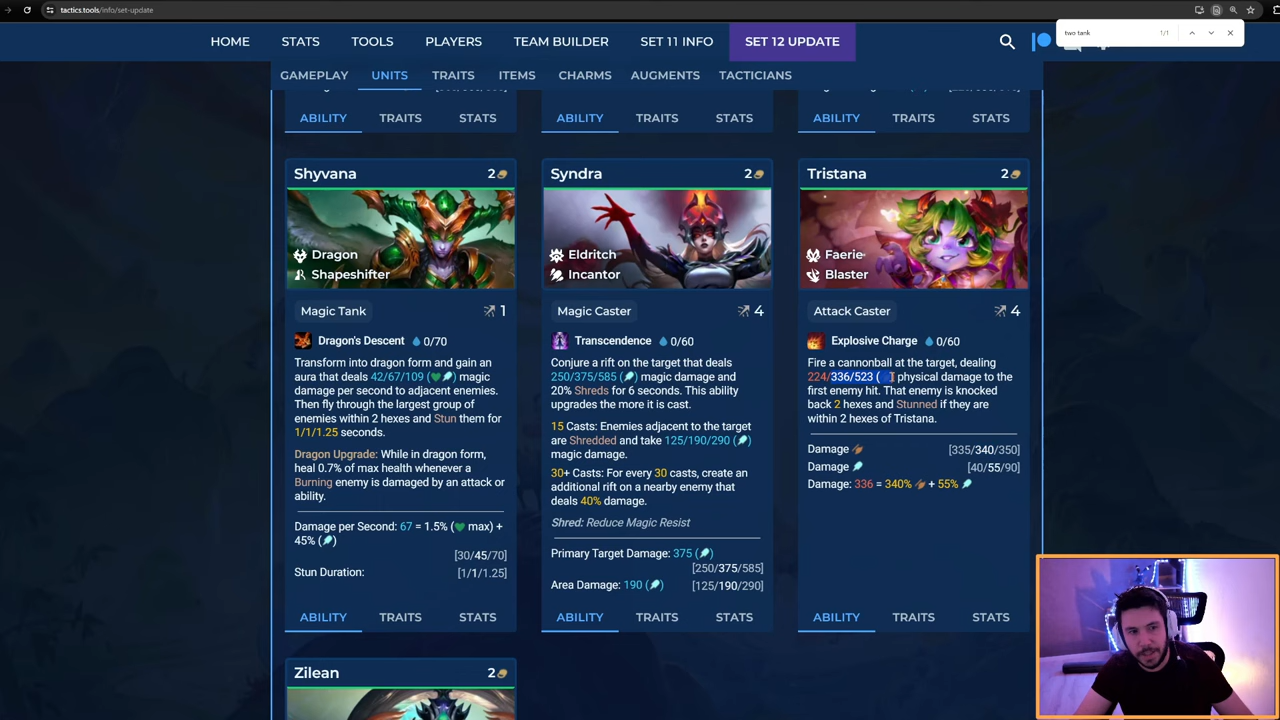 tactics.tools/info/set-update
two tank
1/1
HOME
STATS
TOOLS
PLAYERS
TEAM BUILDER
SET 11 INFO
SET 12 UPDATE
GAMEPLAY
UNITS
TRAITS
ITEMS
CHARMS
AUGMENTS
TACTICIANS
ABILITY
TRAITS
STATS
ABILITY
TRAITS
STATS
ABILITY
TRAITS
STATS
Shyvana
2
Dragon
Shapeshifter
Magic Tank
1
Dragon's Descent 0/70
Transform into dragon form and gain an
aura that deals 42/67/109 ( ) magic
damage per second to adjacent enemies.
Then fly through the largest group of
enemies within 2 hexes and Stun them for
1/1/1.25 seconds.
Dragon Upgrade: While in dragon form,
heal 0.7% of max health whenever a
Burning enemy is damaged by an attack or
ability.
Damage per Second: 67 = 1.5% ( max) +
45% ( )
[30/45/70]
Stun Duration: [1/1/1.25]
ABILITY
TRAITS
STATS
Syndra
2
Eldritch
Incantor
Magic Caster
4
Transcendence 0/60
Conjure a rift on the target that deals
250/375/585 ( ) magic damage and
20% Shreds for 6 seconds. This ability
upgrades the more it is cast.
15 Casts: Enemies adjacent to the target
are Shredded and take 125/190/290 ( )
magic damage.
30+ Casts: For every 30 casts, create an
additional rift on a nearby enemy that
deals 40% damage.
Shred: Reduce Magic Resist
Primary Target Damage: 375 ( )
[250/375/585]
Area Damage: 190 ( ) [125/190/290]
ABILITY
TRAITS
STATS
Tristana
2
Faerie
Blaster
Attack Caster
4
Explosive Charge 0/60
Fire a cannonball at the target, dealing
224/336/523 ( ) physical damage to the
first enemy hit. That enemy is knocked
back 2 hexes and Stunned if they are
within 2 hexes of Tristana.
Damage [335/340/350]
Damage [40/55/90]
Damage: 336 = 340% + 55%
ABILITY
TRAITS
STATS
Zilean
2